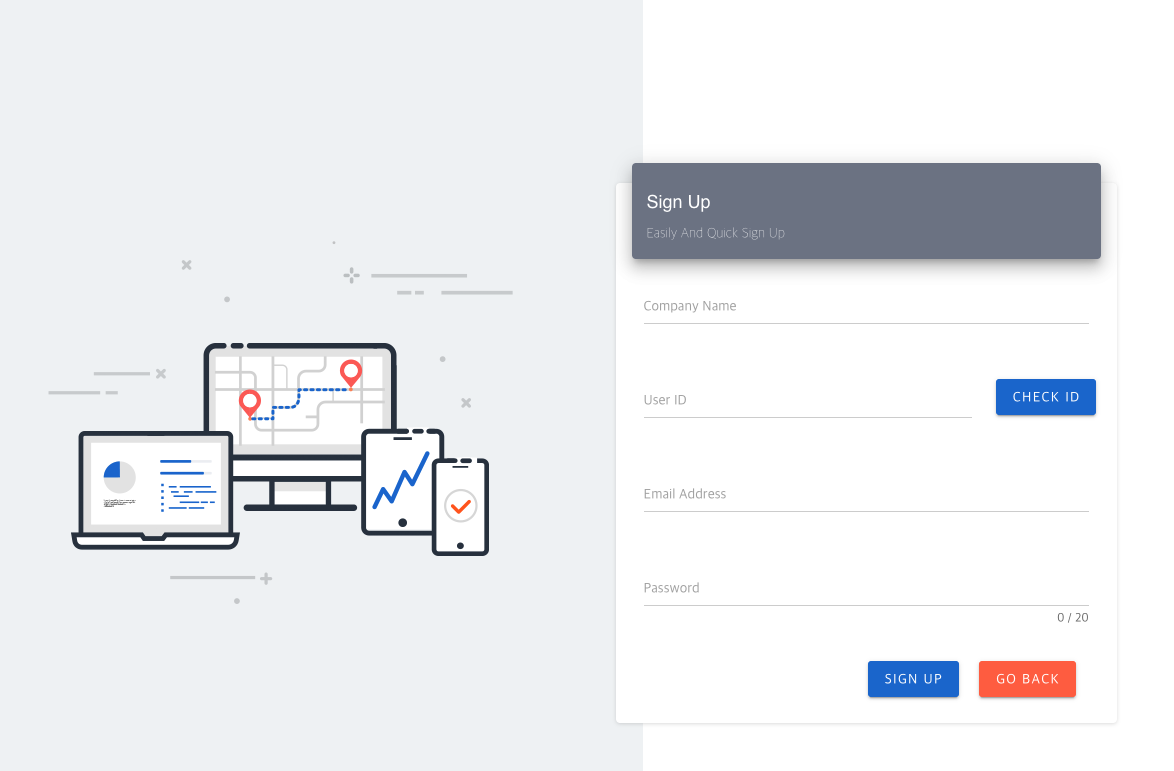 Sign Up
Easily And Quick Sign Up
Company Name
User ID
CHECK ID
Email Address
Password
0 / 20
SIGN UP
GO BACK